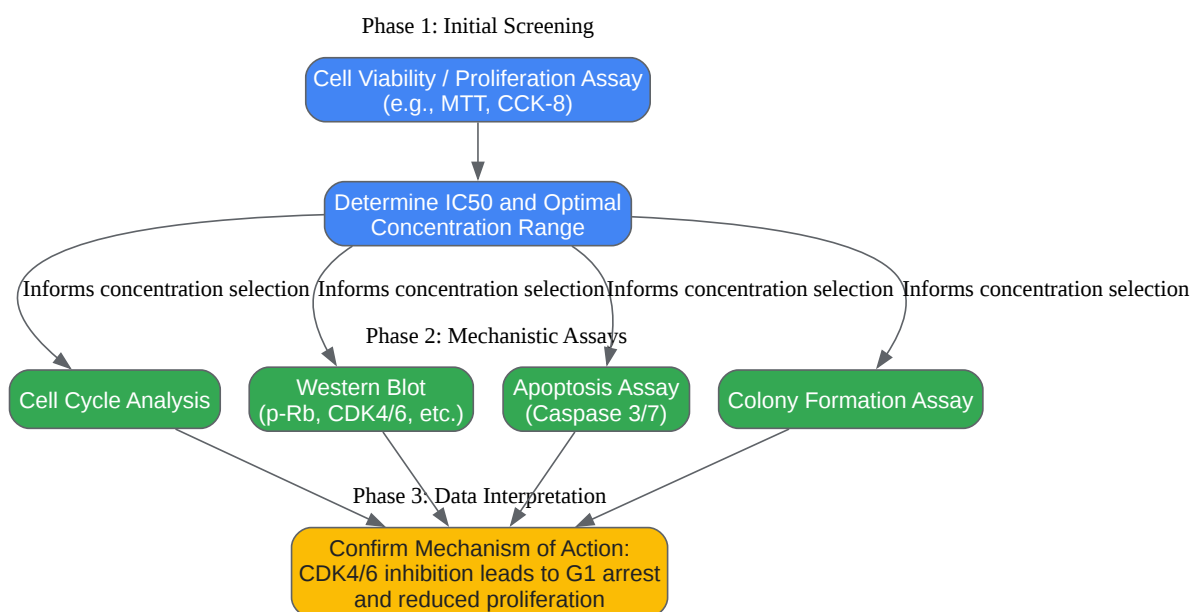 Phase 1: Initial Screening
Cell Viability / Proliferation Assay
(e.g., MTT, CCK-8)
Determine IC50 and Optimal
Concentration Range
Informs concentration selection
Informs concentration selection
Informs concentration selection
Informs concentration selection
Phase 2: Mechanistic Assays
Cell Cycle Analysis
Western Blot
(p-Rb, CDK4/6, etc.)
Apoptosis Assay
(Caspase 3/7)
Colony Formation Assay
Phase 3: Data Interpretation
Confirm Mechanism of Action:
CDK4/6 inhibition leads to G1 arrest
and reduced proliferation